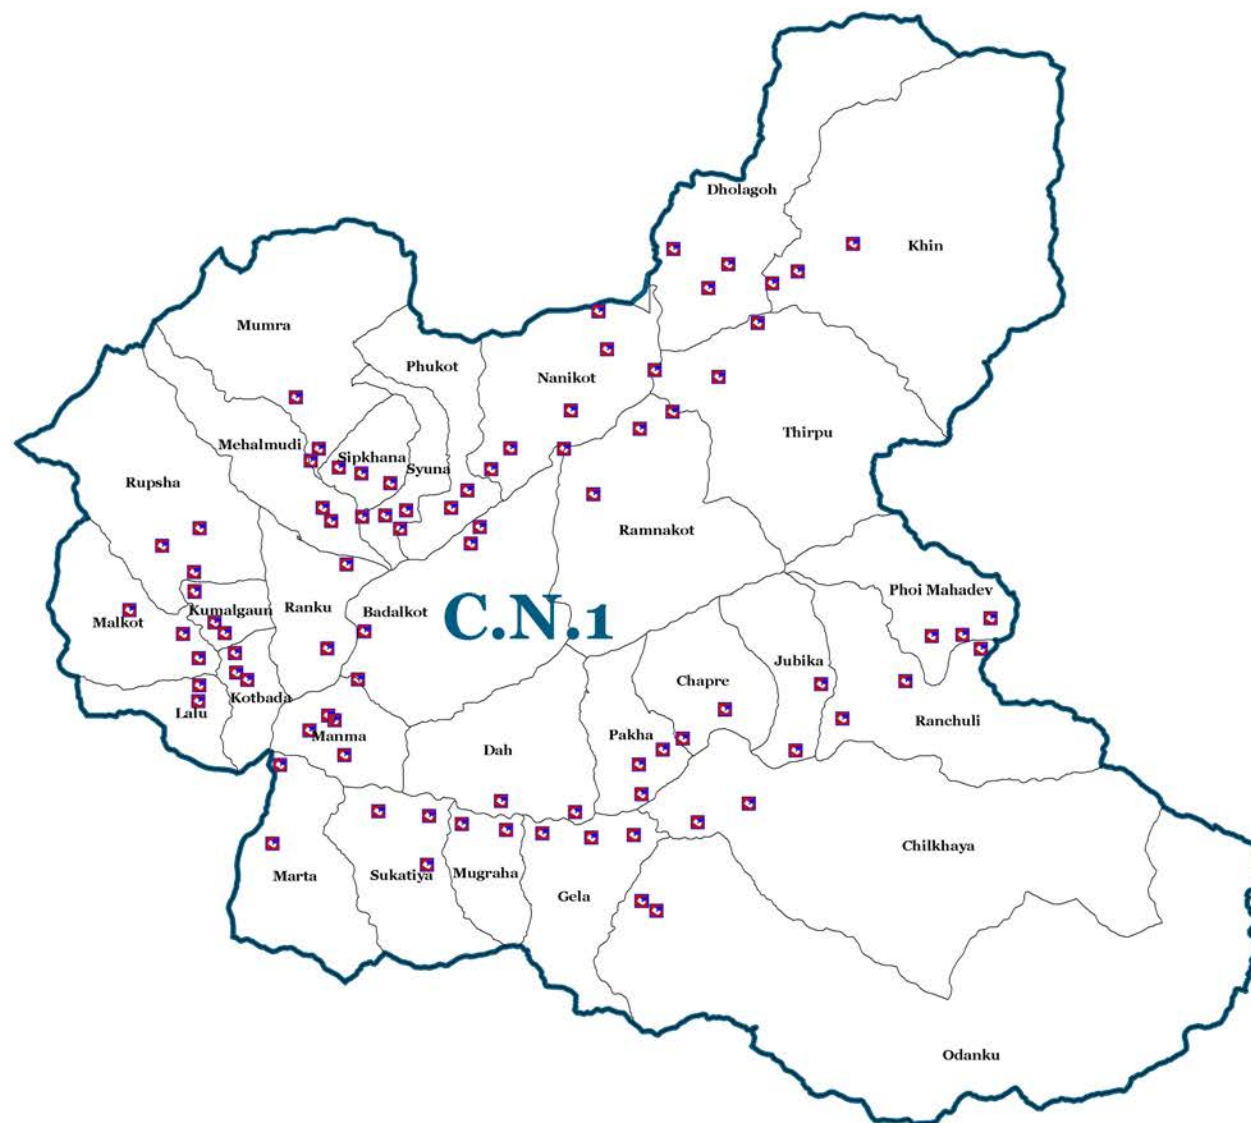 Dholagoh
Khin
Mumra
Phukot
Nanikot
Thirpu
Mehalmudi
Sipkhana
Syuna
Rupsha
Ramnakot
Phoi Mahadev
Kumalgaun
Ranku
Badalkot
C.N.1
Malkot
Jubika
Chapre
Kotbada
Lalu
Ranchuli
Manma
Pakha
Dah
Chilkhaya
Marta
Sukatiya
Mugraha
Gela
Odanku